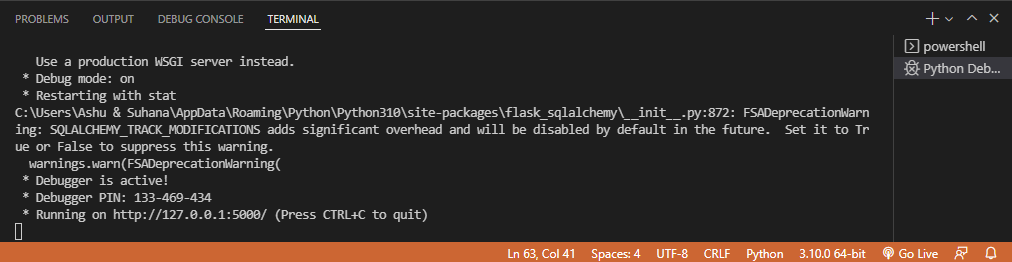 PROBLEMS OUTPUT DEBUG CONSOLE TERMINAL
Use a production WSGI server instead.
* Debug mode: on
* Restarting with stat
C:\Users\Ashu & Suhana\AppData\Roaming\Python\Python310\site-packages\flask_sqlalchemy\__init__.py:872: FSADeprecationWarn
ing: SQLALCHEMY_TRACK_MODIFICATIONS adds significant overhead and will be disabled by default in the future.  Set it to Tr
ue or False to suppress this warning.
warnings.warn(FSADeprecationWarning(
* Debugger is active!
* Debugger PIN: 133-469-434
* Running on http://127.0.0.1:5000/ (Press CTRL+C to quit)
powershell
Python Deb...
Ln 63, Col 41 Spaces: 4 UTF-8 CRLF Python 3.10.0 64-bit Go Live